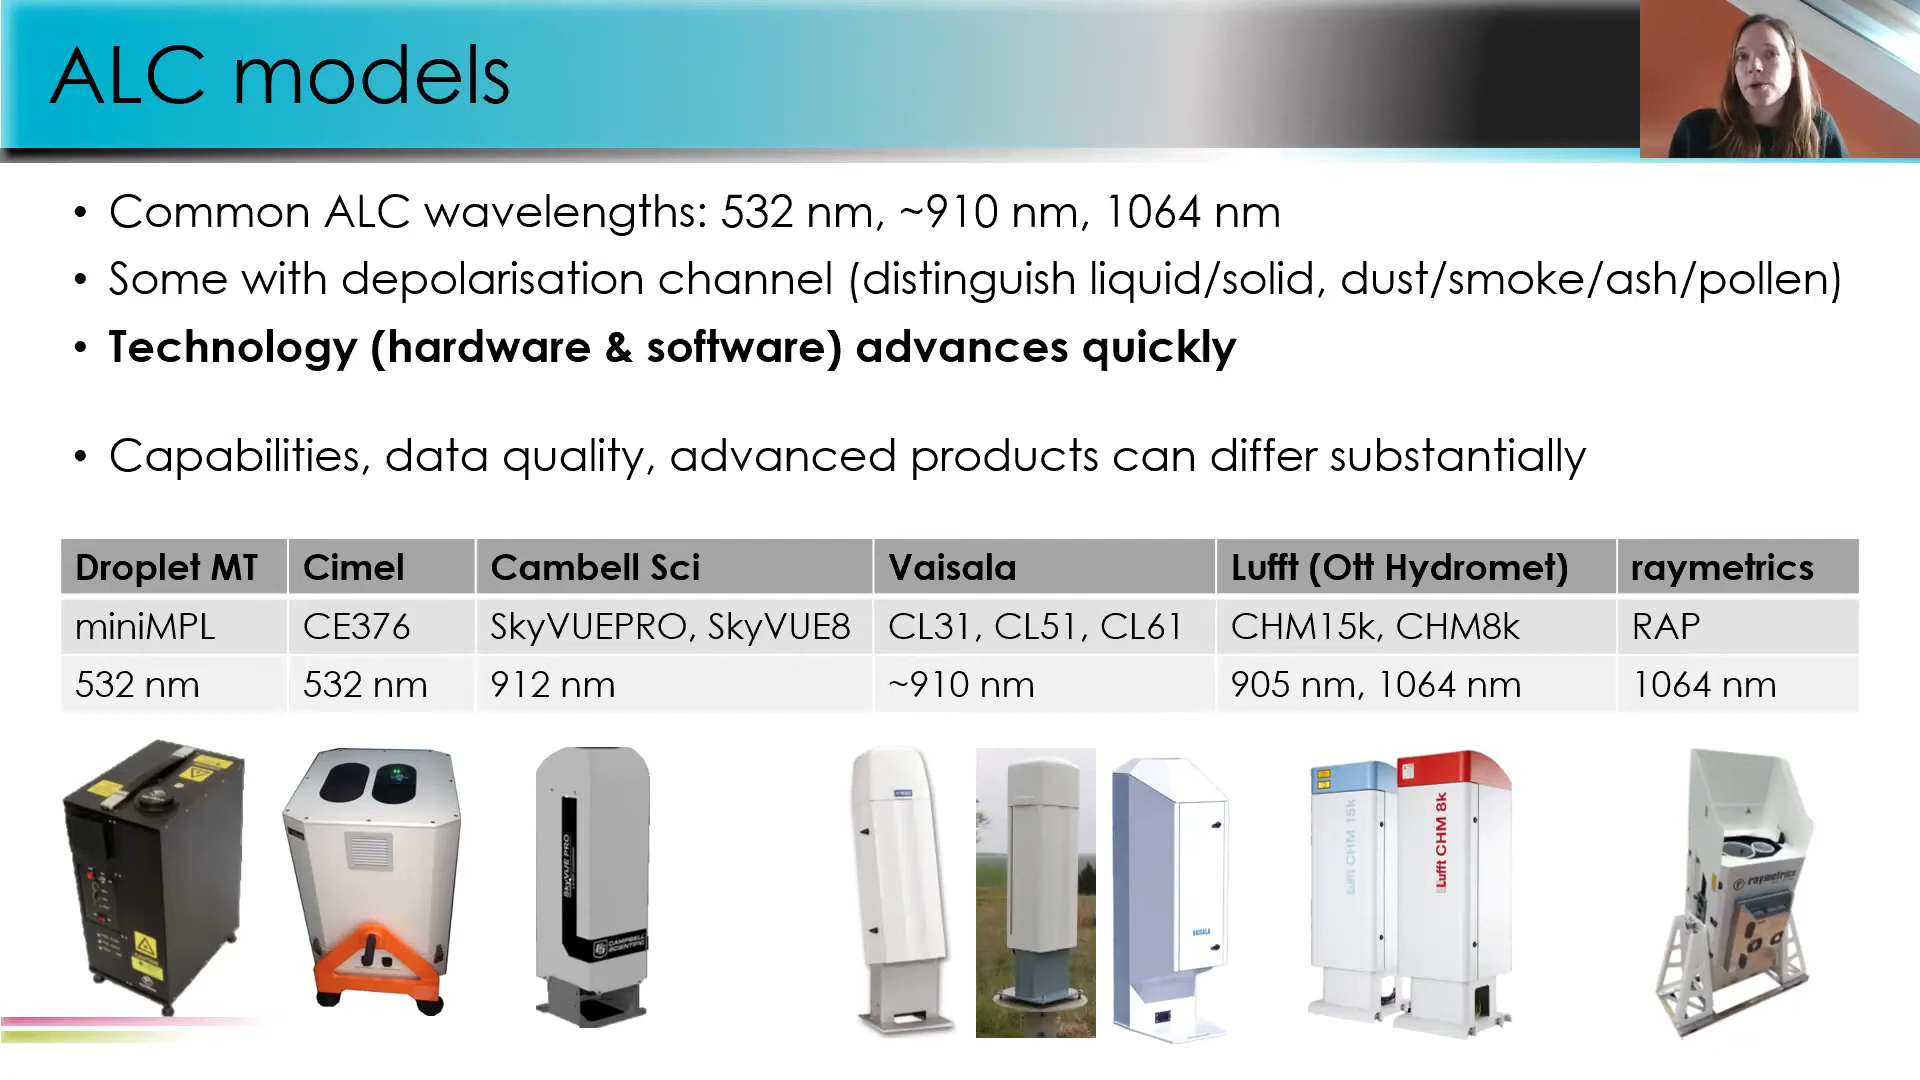 ALC models
• Common ALC wavelengths: 532 nm, ~910 nm, 1064 nm
• Some with depolarisation channel (distinguish liquid/solid, dust/smoke/ash/pollen)
• Technology (hardware & software) advances quickly
• Capabilities, data quality, advanced products can differ substantially
Droplet MT Cimel Cambell Sci Vaisala Lufft (Ott Hydromet) raymetrics
miniMPL CE376 SkyVUEPRO, SkyVUE8 CL31, CL51, CL61 CHM15k, CHM8k RAP
532 nm 532 nm 912 nm ~910 nm 905 nm, 1064 nm 1064 nm
SkyVUE PRO
CAMPBELL SCIENTIFIC
VAISALA
Lufft CHM 15k
Lufft CHM 8k
raymetrics